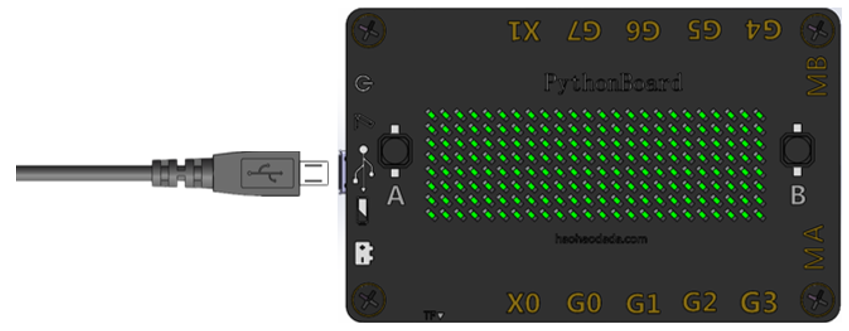 X1 G7 G6 G5 G4
PythonBoard
MB
A
B
haohaodada.com
MA
X0 G0 G1 G2 G3
TF